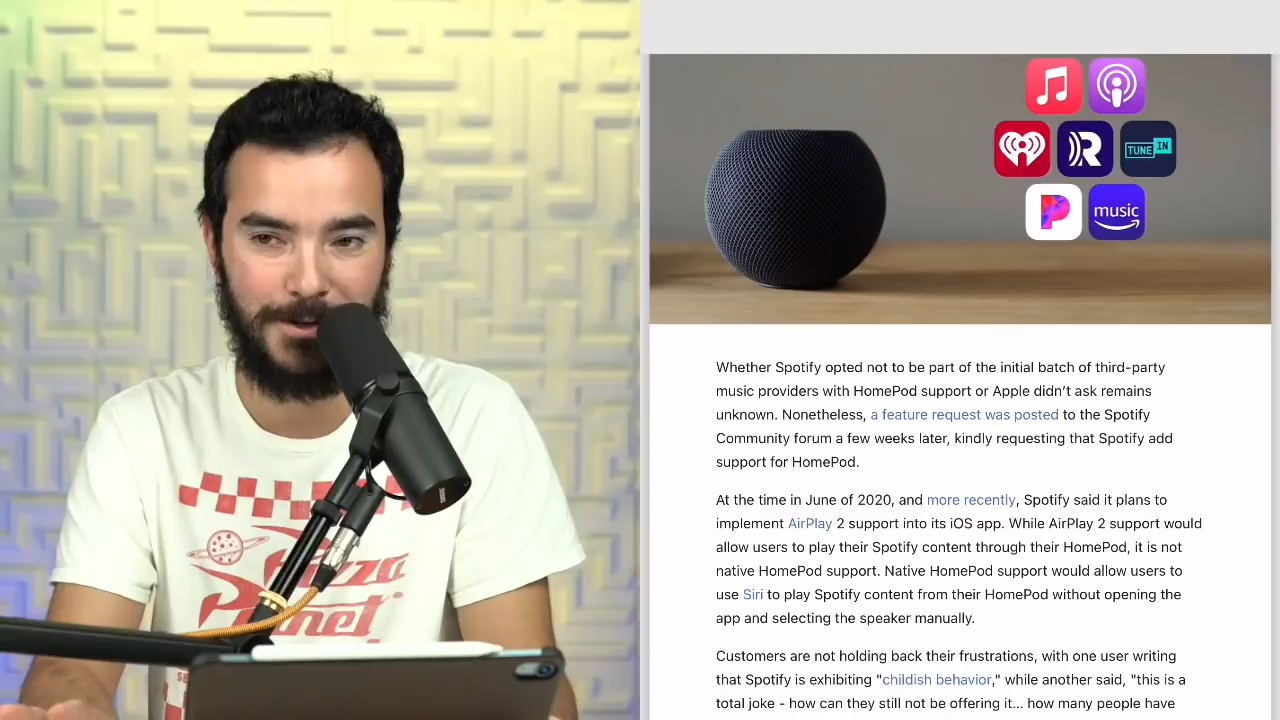 TUNE IN
music
Whether Spotify opted not to be part of the initial batch of third-party
music providers with HomePod support or Apple didn't ask remains
unknown. Nonetheless, a feature request was posted to the Spotify
Community forum a few weeks later, kindly requesting that Spotify add
support for HomePod.
At the time in June of 2020, and more recently, Spotify said it plans to
implement AirPlay 2 support into its iOS app. While AirPlay 2 support would
allow users to play their Spotify content through their HomePod, it is not
native HomePod support. Native HomePod support would allow users to
use Siri to play Spotify content from their HomePod without opening the
app and selecting the speaker manually.
Customers are not holding back their frustrations, with one user writing
that Spotify is exhibiting "childish behavior," while another said, "this is a
total joke - how can they still not be offering it... how many people have
Pizza
Planet